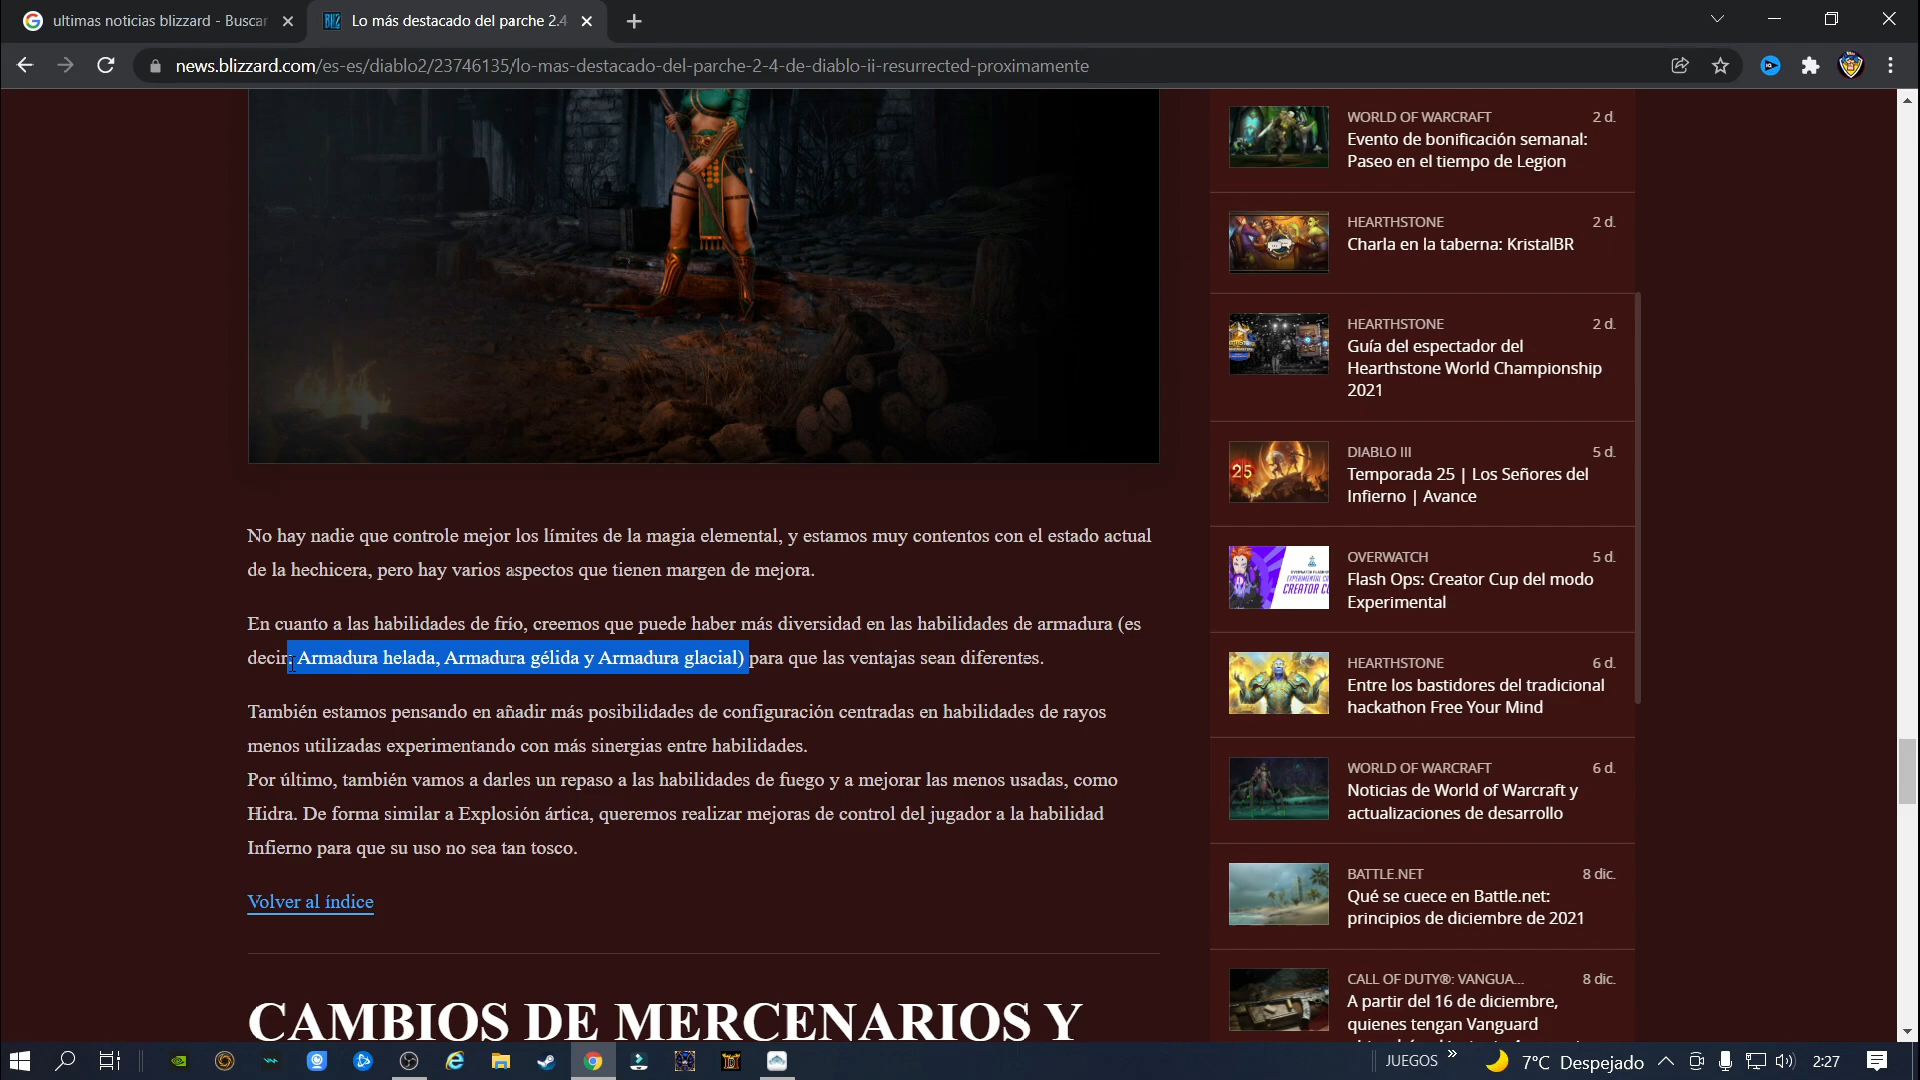 ultimas noticias blizzard - Buscar
Lo más destacado del parche 2.4
news.blizzard.com/es-es/diablo2/23746135/lo-mas-destacado-del-parche-2-4-de-diablo-ii-resurrected-proximamente
No hay nadie que controle mejor los límites de la magia elemental, y estamos muy contentos con el estado actual
de la hechicera, pero hay varios aspectos que tienen margen de mejora.
En cuanto a las habilidades de frío, creemos que puede haber más diversidad en las habilidades de armadura (es
decir: Armadura helada, Armadura gélida y Armadura glacial) para que las ventajas sean diferentes.
También estamos pensando en añadir más posibilidades de configuración centradas en habilidades de rayos
menos utilizadas experimentando con más sinergias entre habilidades.
Por último, también vamos a darles un repaso a las habilidades de fuego y a mejorar las menos usadas, como
Hidra. De forma similar a Explosión ártica, queremos realizar mejoras de control del jugador a la habilidad
Infierno para que su uso no sea tan tosco.
Volver al índice
CAMBIOS DE MERCENARIOS Y
WORLD OF WARCRAFT 2 d.
Evento de bonificación semanal:
Paseo en el tiempo de Legion
HEARTHSTONE 2 d.
Charla en la taberna: KristalBR
HEARTHSTONE 2 d.
Guía del espectador del
Hearthstone World Championship
2021
DIABLO III 5 d.
25
Temporada 25 | Los Señores del
Infierno | Avance
OVERWATCH 5 d.
Flash Ops: Creator Cup del modo
Experimental
HEARTHSTONE 6 d.
Entre los bastidores del tradicional
hackathon Free Your Mind
WORLD OF WARCRAFT 6 d.
Noticias de World of Warcraft y
actualizaciones de desarrollo
BATTLE.NET 8 dic.
Qué se cuece en Battle.net:
principios de diciembre de 2021
CALL OF DUTY®: VANGUA... 8 dic.
A partir del 16 de diciembre,
quienes tengan Vanguard
JUEGOS » 7°C Despejado 2:27